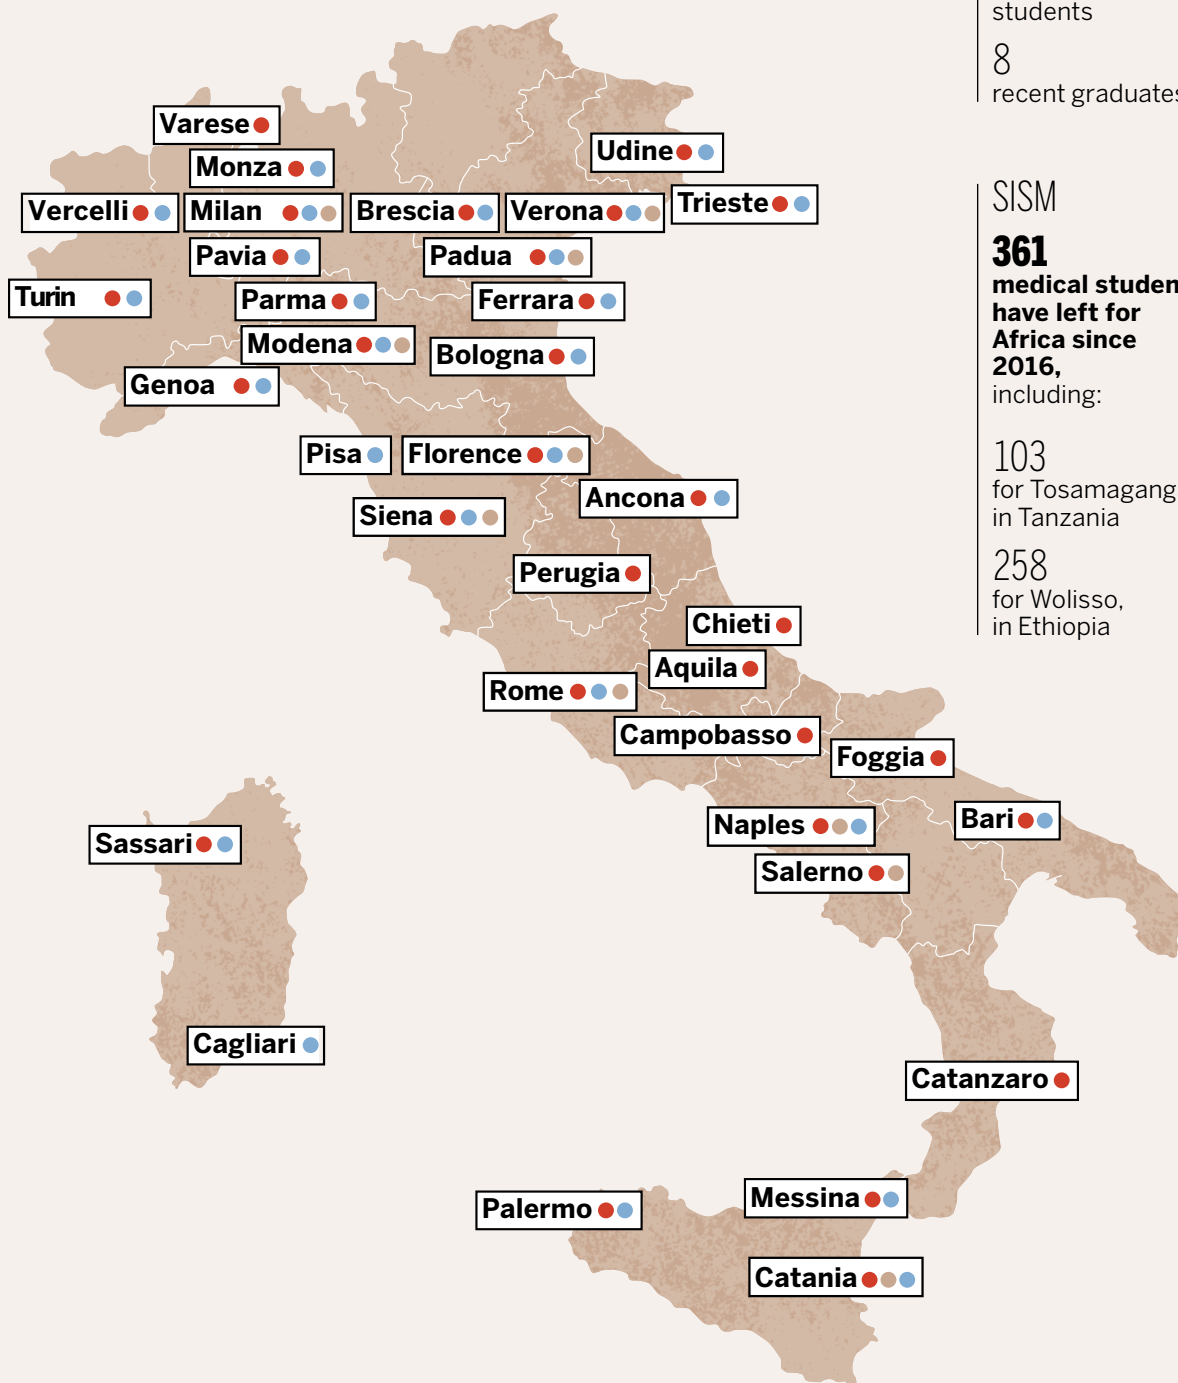 students
8
recent graduates
Varese
Udine
Monza
Trieste
Vercelli
Milan
Brescia
Verona
Pavia
Padua
Turin
Parma
Ferrara
Modena
Bologna
Genoa
Pisa
Florence
Ancona
Siena
Perugia
Chieti
Aquila
Rome
Campobasso
Foggia
Naples
Bari
Salerno
Sassari
Cagliari
Catanzaro
Messina
Palermo
Catania
SISM
361
medical studen
have left for
Africa since
2016,
including:
103
for Tosamagang
in Tanzania
258
for Wolisso,
in Ethiopia